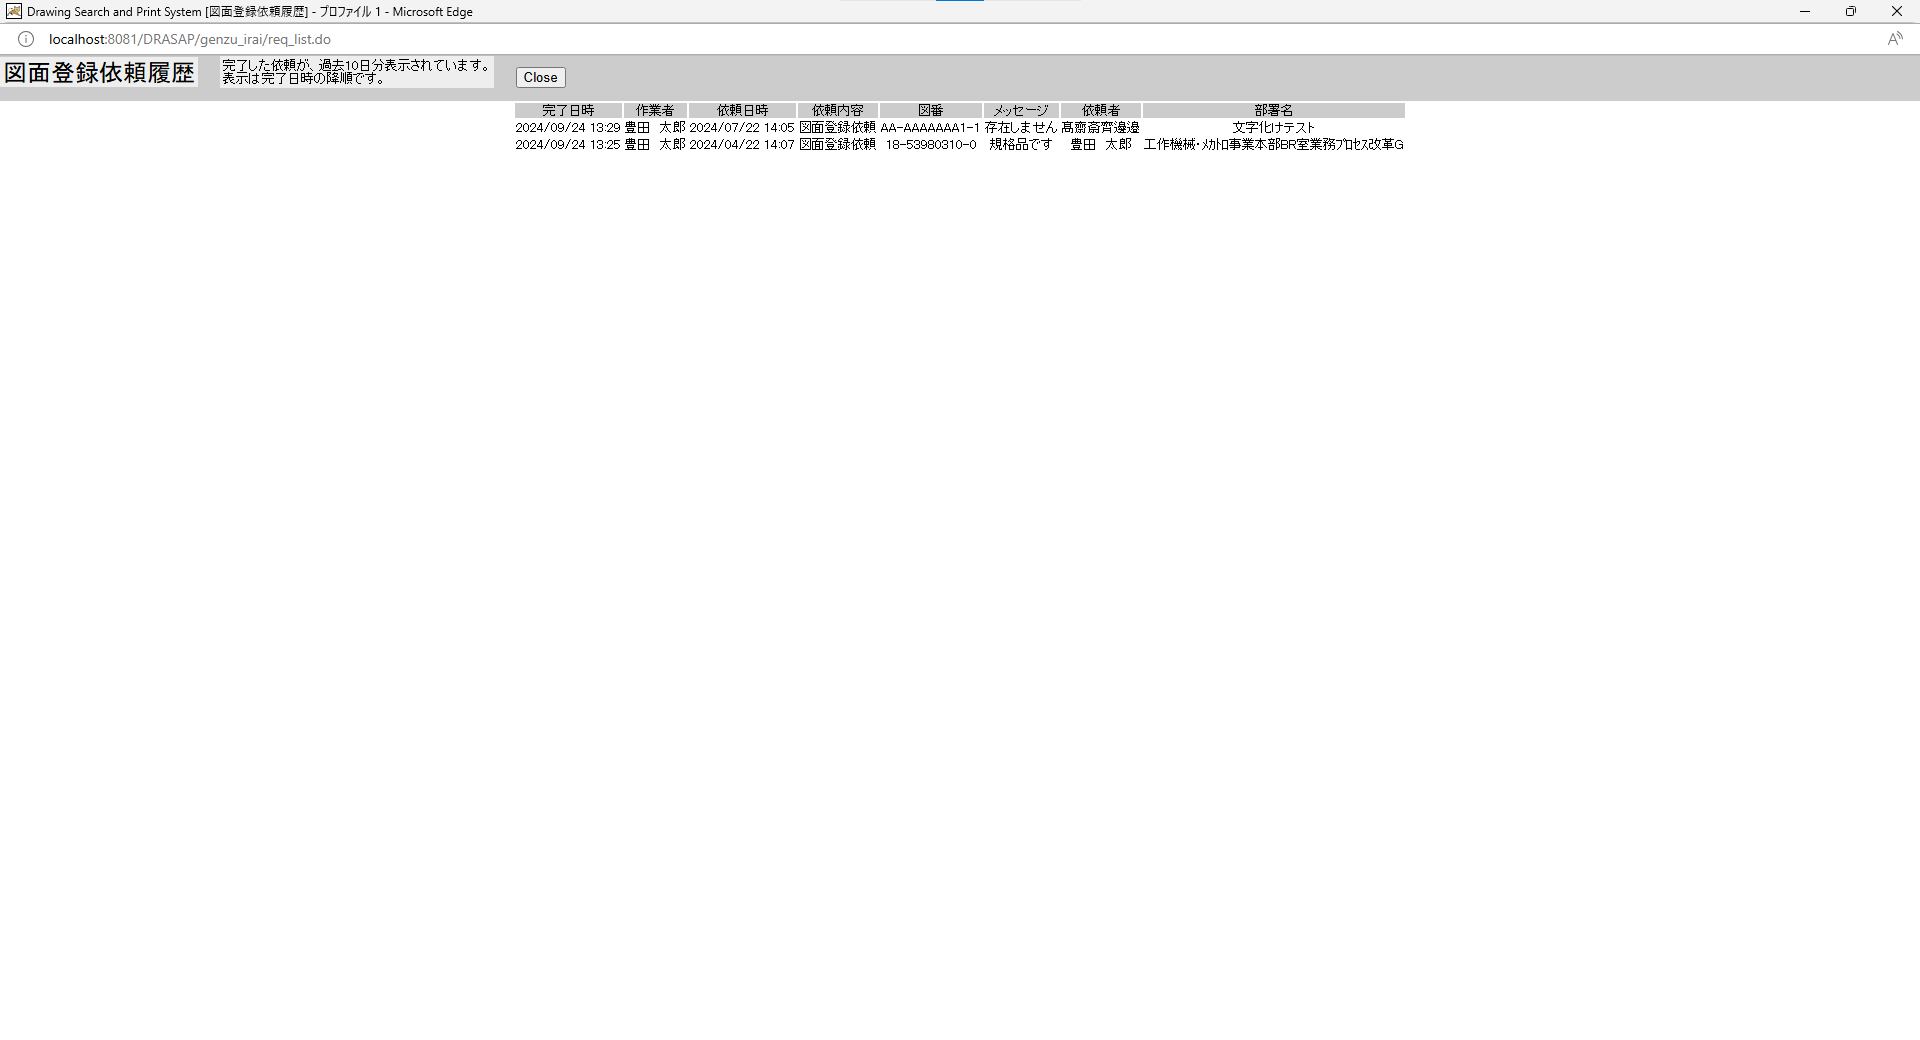 Drawing Search and Print System [図面登録依頼履歴] - プロファイル 1 - Microsoft Edge
localhost:8081/DRASAP/genzu_irai/req_list.do
図面登録依頼履歴
完了した依頼が、過去10日分表示されています。
表示は完了日時の降順です。
Close
完了日時 作業者 依頼日時 依頼内容 図番 メッセージ 依頼者 部署名
2024/09/24 13:29 豊田　太郎 2024/07/22 14:05 図面登録依頼 AA-AAAAAAA1-1 存在しません 髙齋斎齊邉邊 文字化けテスト
2024/09/24 13:25 豊田　太郎 2024/04/22 14:07 図面登録依頼 18-53980310-0 規格品です 豊田　太郎 工作機械・ﾒｶﾄﾛ事業本部BR室業務ﾌﾟﾛｾｽ改革G